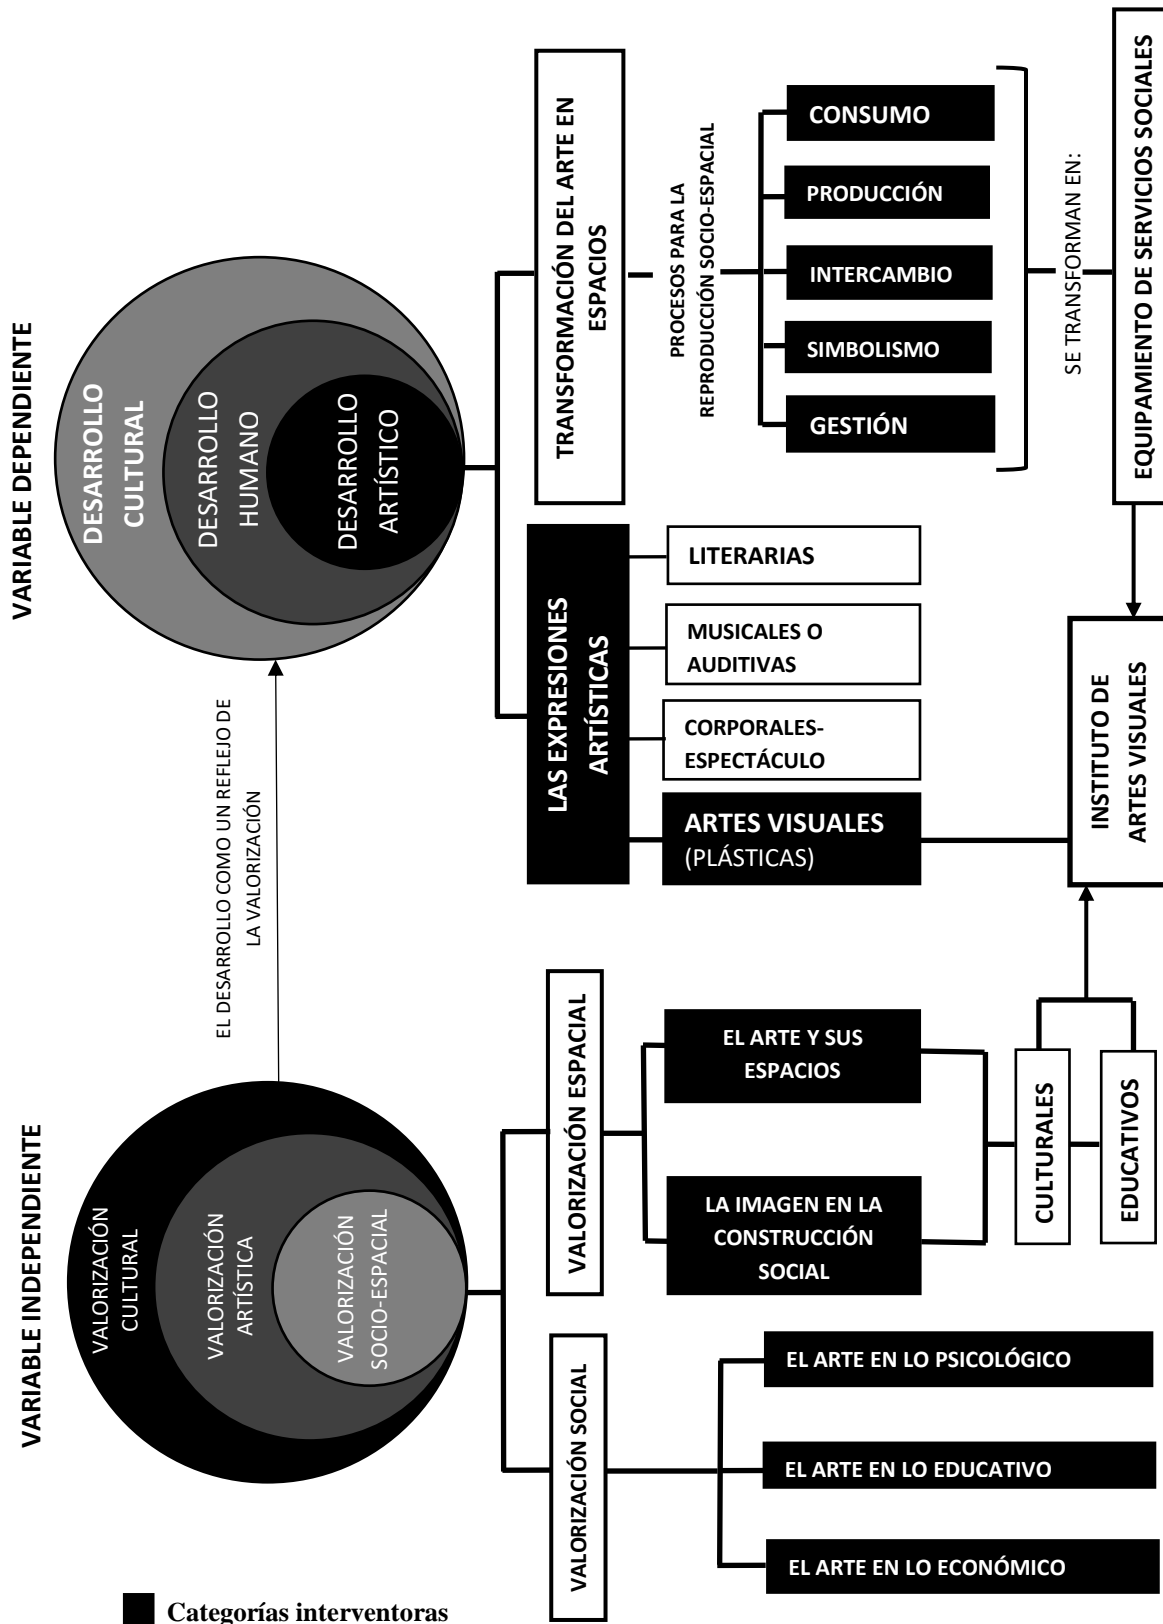 VARIABLE INDEPENDIENTE
VALORIZACIÓN
CULTURAL
VALORIZACIÓN
ARTÍSTICA
VALORIZACIÓN
SOCIO-ESPACIAL
EL DESARROLLO COMO UN REFLEJO DE
LA VALORIZACIÓN
VARIABLE DEPENDIENTE
DESARROLLO
CULTURAL
DESARROLLO
HUMANO
DESARROLLO
ARTÍSTICO
VALORIZACIÓN SOCIAL
EL ARTE EN LO PSICOLÓGICO
EL ARTE EN LO EDUCATIVO
EL ARTE EN LO ECONÓMICO
VALORIZACIÓN ESPACIAL
EL ARTE Y SUS
ESPACIOS
LA IMAGEN EN LA
CONSTRUCCIÓN
SOCIAL
CULTURALES
EDUCATIVOS
LAS EXPRESIONES
ARTÍSTICAS
LITERARIAS
MUSICALES O
AUDITIVAS
CORPORALES-
ESPECTÁCULO
ARTES VISUALES
(PLÁSTICAS)
INSTITUTO DE
ARTES VISUALES
TRANSFORMACIÓN DEL ARTE EN
ESPACIOS
PROCESOS PARA LA
REPRODUCCIÓN SOCIO-ESPACIAL
CONSUMO
PRODUCCIÓN
INTERCAMBIO
SIMBOLISMO
GESTIÓN
SE TRANSFORMAN EN:
EQUIPAMIENTO DE SERVICIOS SOCIALES
Categorías interventoras